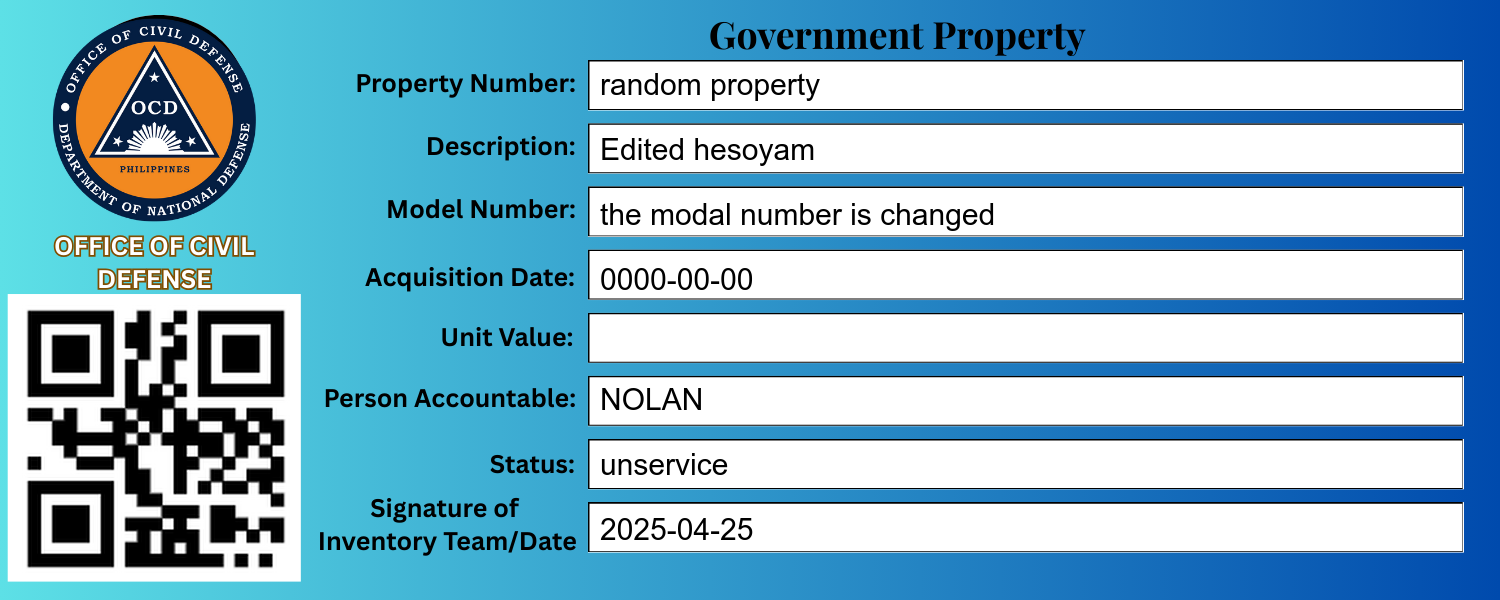 OFFICE OF CIVIL DEFENSE
OCD
PHILIPPINES
DEPARTMENT OF NATIONAL DEFENSE
OFFICE OF CIVIL
DEFENSE
Government Property
Property Number: random property
Description: Edited hesoyam
Model Number: the modal number is changed
Acquisition Date: 0000-00-00
Unit Value:
Person Accountable: NOLAN
Status: unservice
Signature of
Inventory Team/Date 2025-04-25